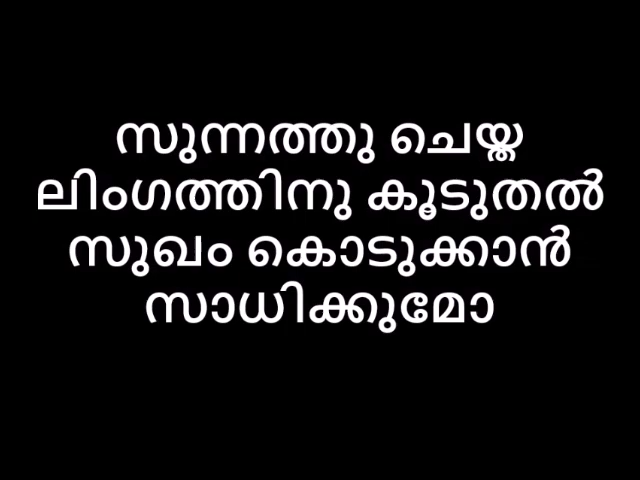 സുന്നത്തു ചെയ്ത
ലിംഗത്തിനു കൂടുതൽ
സുഖം കൊടുക്കാൻ
സാധിക്കുമോ